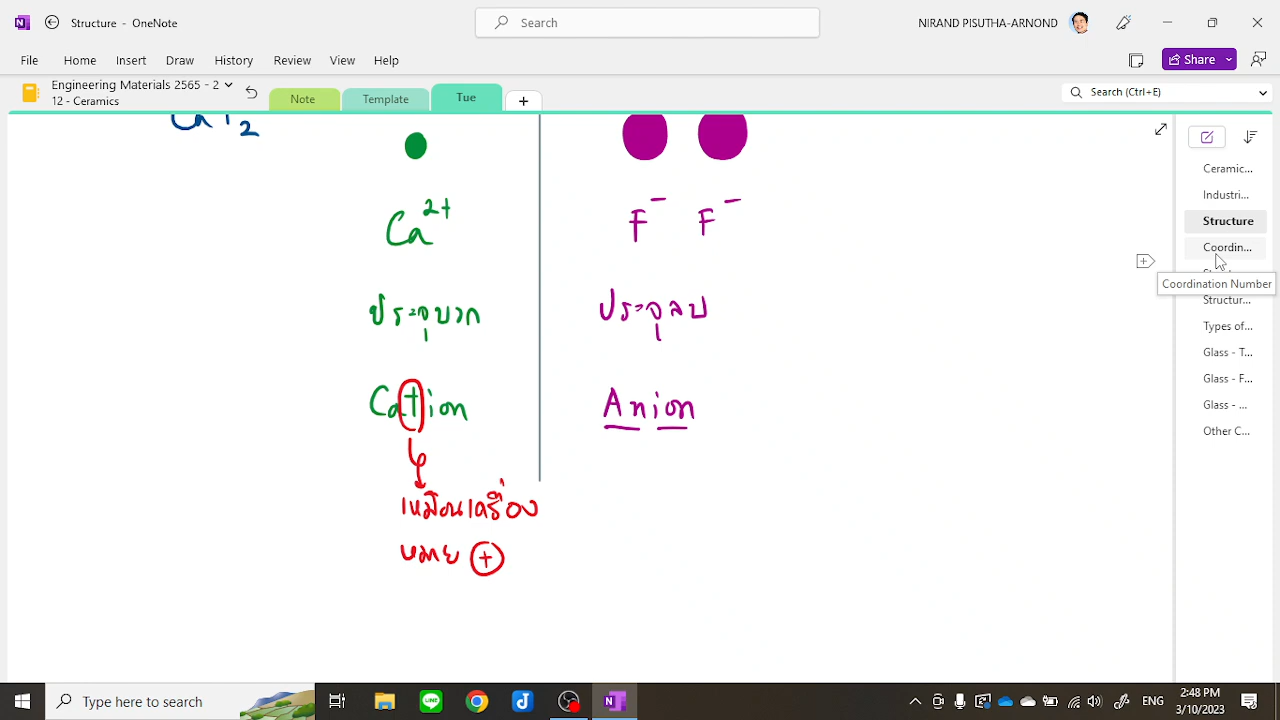 Structure - OneNote
Search
NIRAND PISUTHA-ARNOND
File Home Insert Draw History Review View Help
Share
Engineering Materials 2565 - 2
12 - Ceramics
Note
Template
Tue
+
Search (Ctrl+E)
CaF2
Ca2+
F− F−
ประจุบวก
ประจุลบ
Cation
Anion
เหมือนเครื่อง
หมาย +
Ceramic...
Industri...
Structure
Coordin...
Coordination Number
Structur...
Types of...
Glass - T...
Glass - F...
Glass - ...
Other C...
Type here to search
LINE
J
N
ENG
2:48 PM
3/10/2023